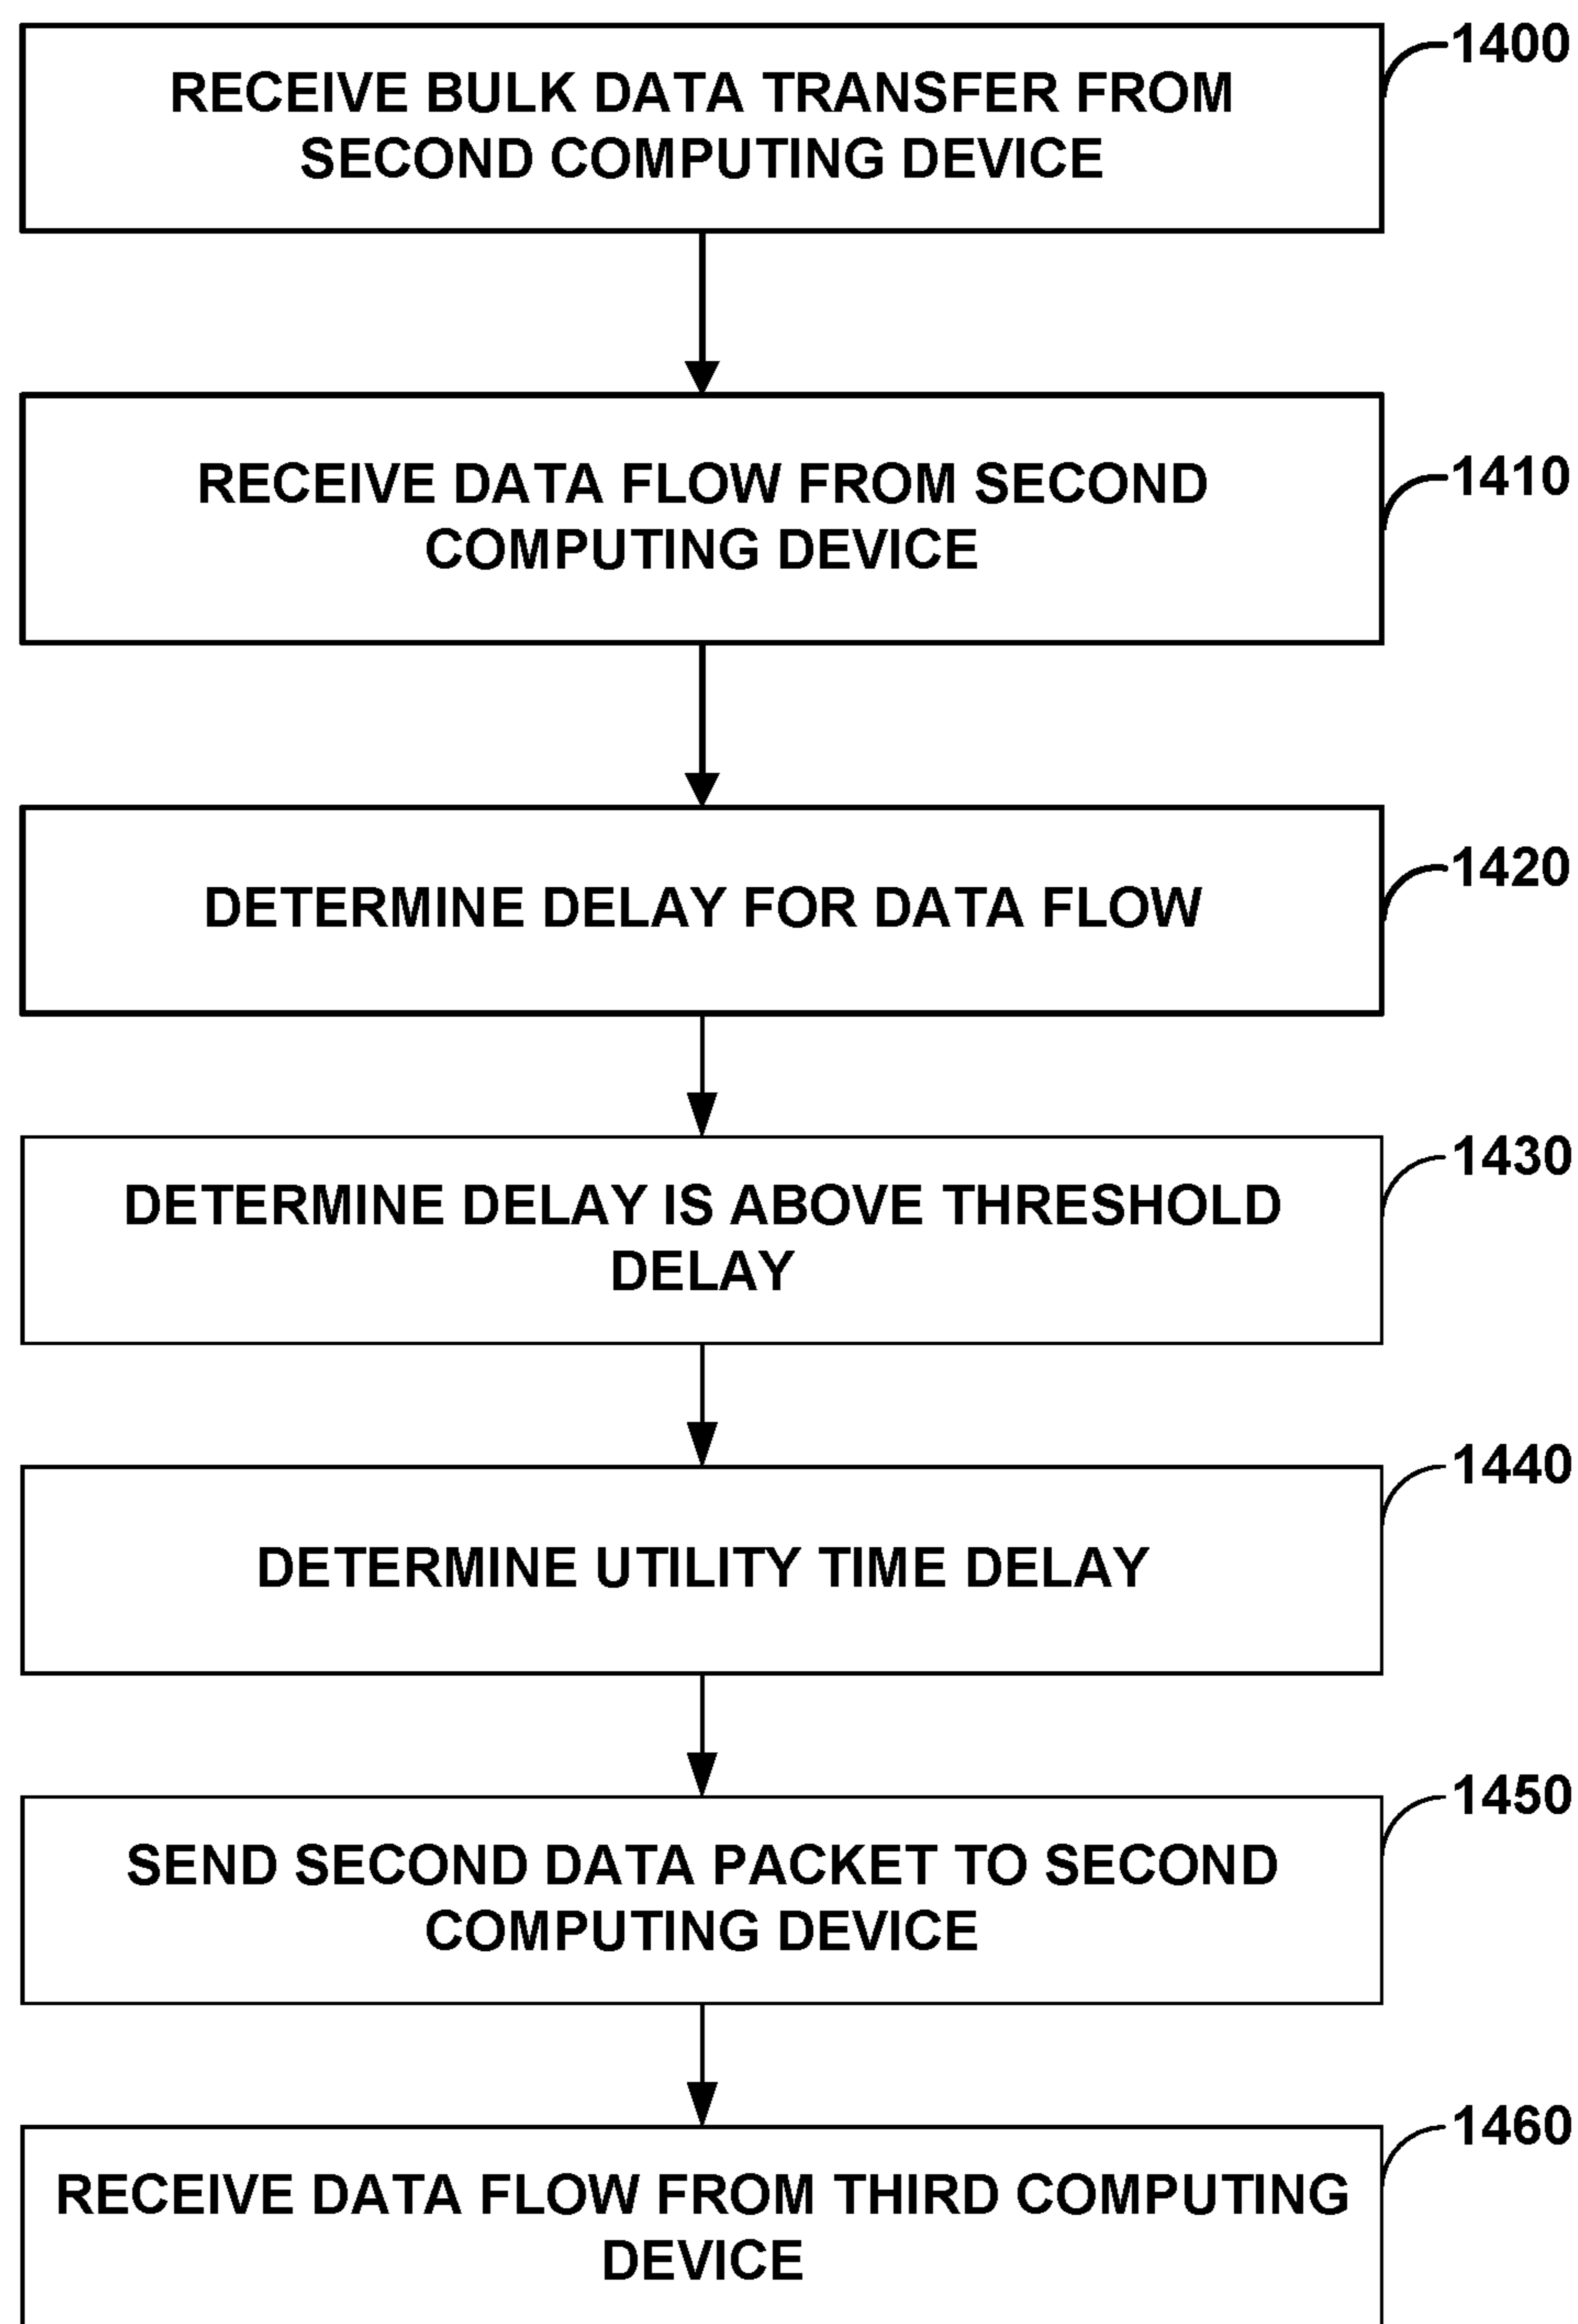 1400
RECEIVE BULK DATA TRANSFER FROM
SECOND COMPUTING DEVICE
1410
RECEIVE DATA FLOW FROM SECOND
COMPUTING DEVICE
1420
DETERMINE DELAY FOR DATA FLOW
1430
DETERMINE DELAY IS ABOVE THRESHOLD
DELAY
1440
DETERMINE UTILITY TIME DELAY
1450
SEND SECOND DATA PACKET TO SECOND
COMPUTING DEVICE
1460
RECEIVE DATA FLOW FROM THIRD COMPUTING
DEVICE